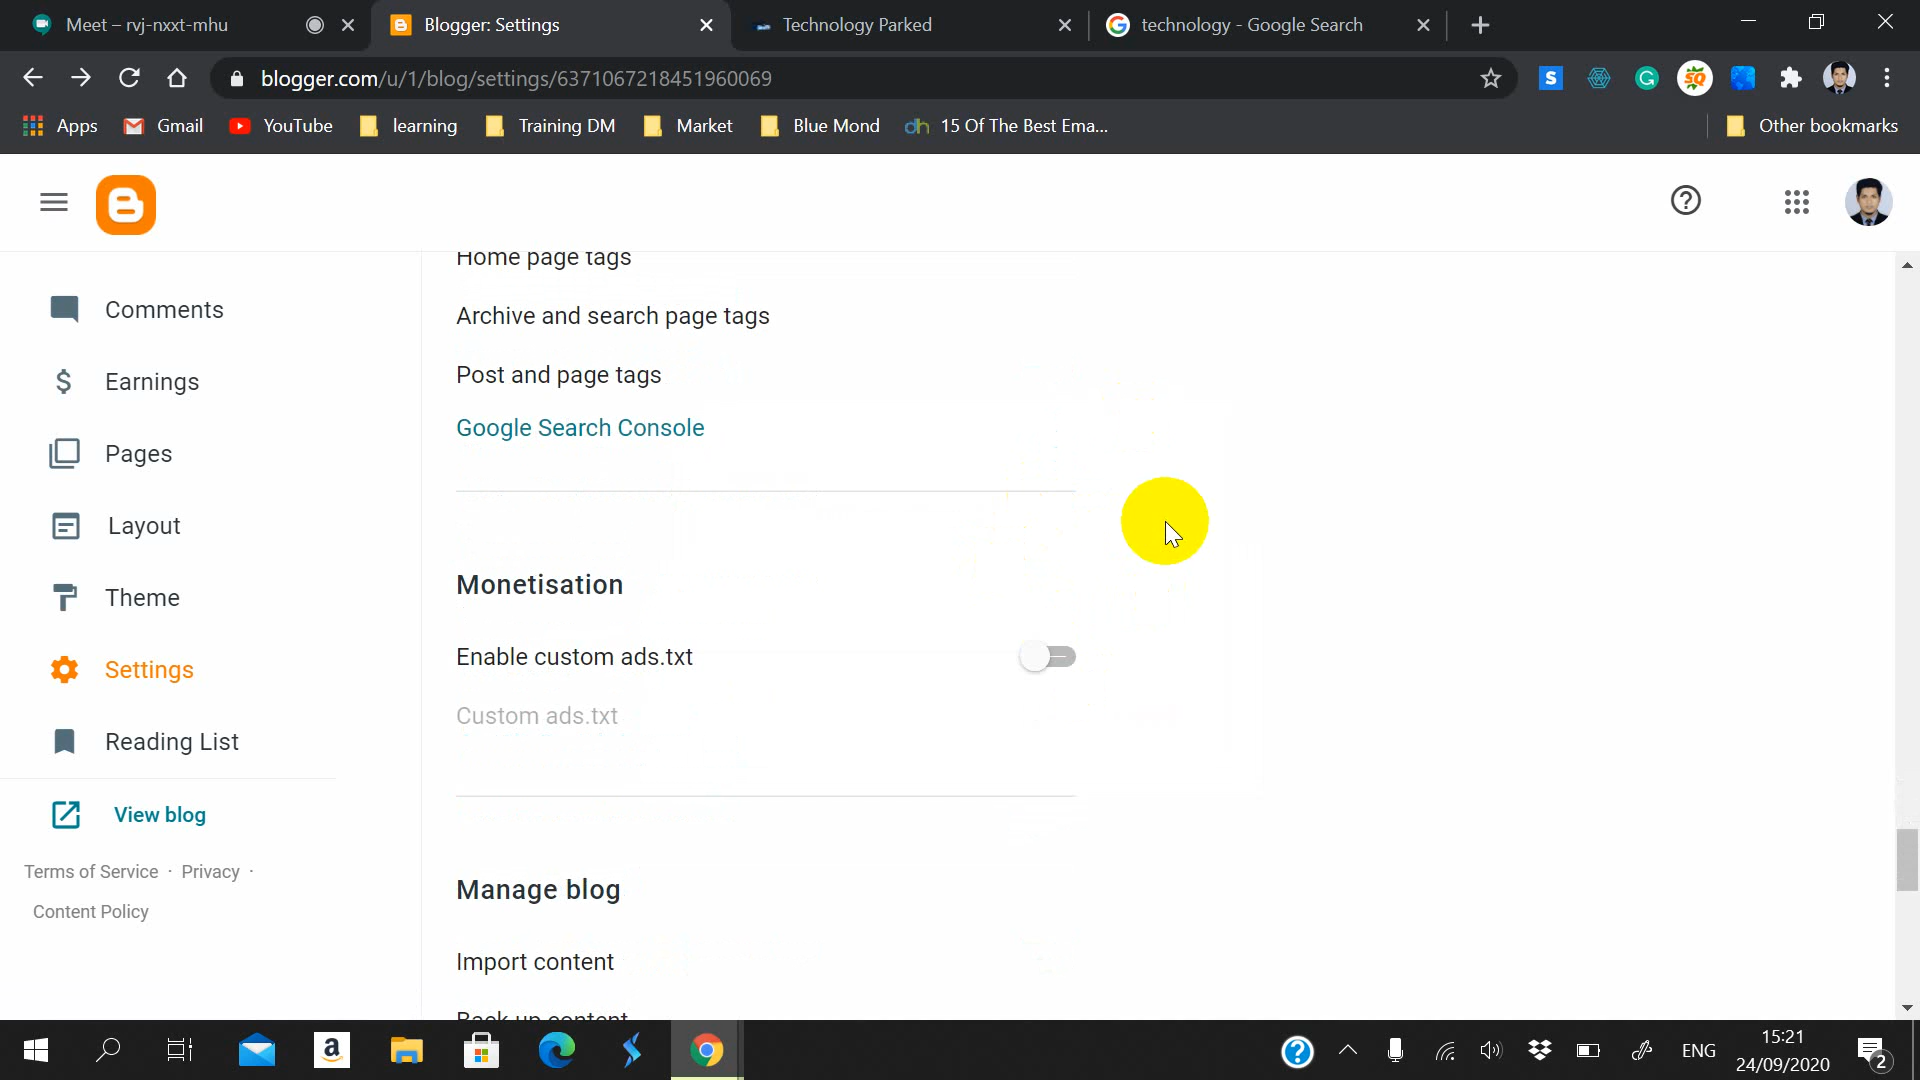 Meet – rvj-nxxt-mhu
Blogger: Settings
Technology Parked
technology - Google Search
blogger.com/u/1/blog/settings/6371067218451960069
Apps
Gmail
YouTube
learning
Training DM
Market
Blue Mond
15 Of The Best Ema...
Other bookmarks
Home page tags
Archive and search page tags
Post and page tags
Google Search Console
Monetisation
Enable custom ads.txt
Custom ads.txt
Manage blog
Import content
Back up content
Comments
Earnings
Pages
Layout
Theme
Settings
Reading List
View blog
Terms of Service · Privacy ·
Content Policy
ENG
15:21
24/09/2020
2